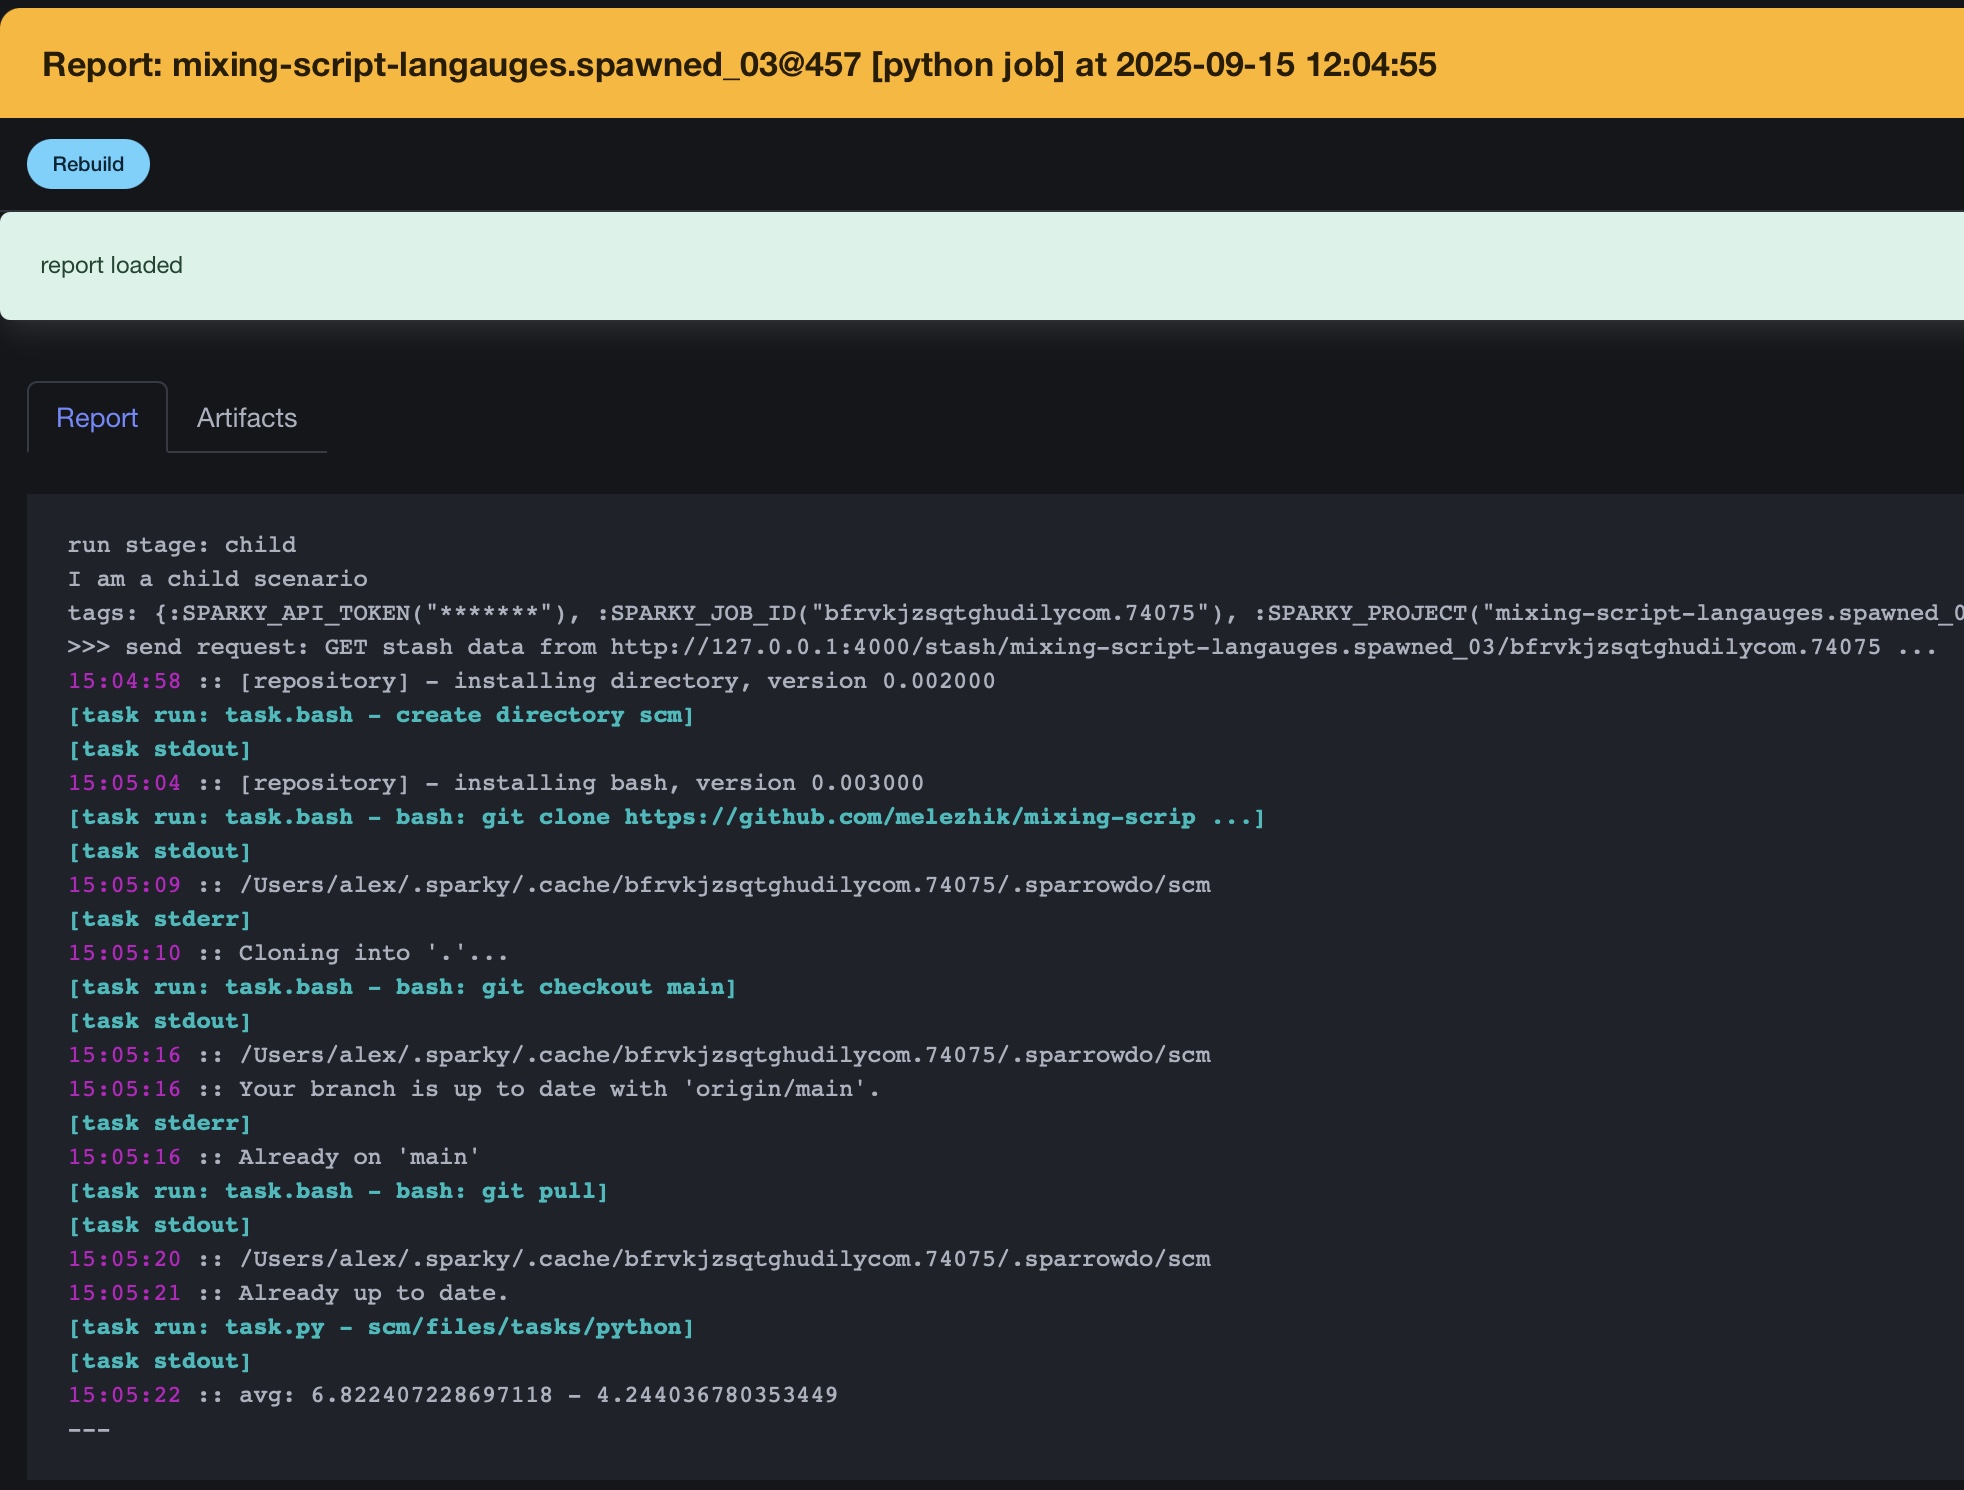 Report: mixing-script-langauges.spawned_03@457 [python job] at 2025-09-15 12:04:55
Rebuild
report loaded
Report Artifacts
run stage: child
I am a child scenario
tags: {:SPARKY_API_TOKEN("*******"), :SPARKY_JOB_ID("bfrvkjzsqtghudilycom.74075"), :SPARKY_PROJECT("mixing-script-langauges.spawned_0
>>> send request: GET stash data from http://127.0.0.1:4000/stash/mixing-script-langauges.spawned_03/bfrvkjzsqtghudilycom.74075 ...
15:04:58 :: [repository] - installing directory, version 0.002000
[task run: task.bash - create directory scm]
[task stdout]
15:05:04 :: [repository] - installing bash, version 0.003000
[task run: task.bash - bash: git clone https://github.com/melezhik/mixing-scrip ...]
[task stdout]
15:05:09 :: /Users/alex/.sparky/.cache/bfrvkjzsqtghudilycom.74075/.sparrowdo/scm
[task stderr]
15:05:10 :: Cloning into '.'...
[task run: task.bash - bash: git checkout main]
[task stdout]
15:05:16 :: /Users/alex/.sparky/.cache/bfrvkjzsqtghudilycom.74075/.sparrowdo/scm
15:05:16 :: Your branch is up to date with 'origin/main'.
[task stderr]
15:05:16 :: Already on 'main'
[task run: task.bash - bash: git pull]
[task stdout]
15:05:20 :: /Users/alex/.sparky/.cache/bfrvkjzsqtghudilycom.74075/.sparrowdo/scm
15:05:21 :: Already up to date.
[task run: task.py - scm/files/tasks/python]
[task stdout]
15:05:22 :: avg: 6.822407228697118 - 4.244036780353449
---